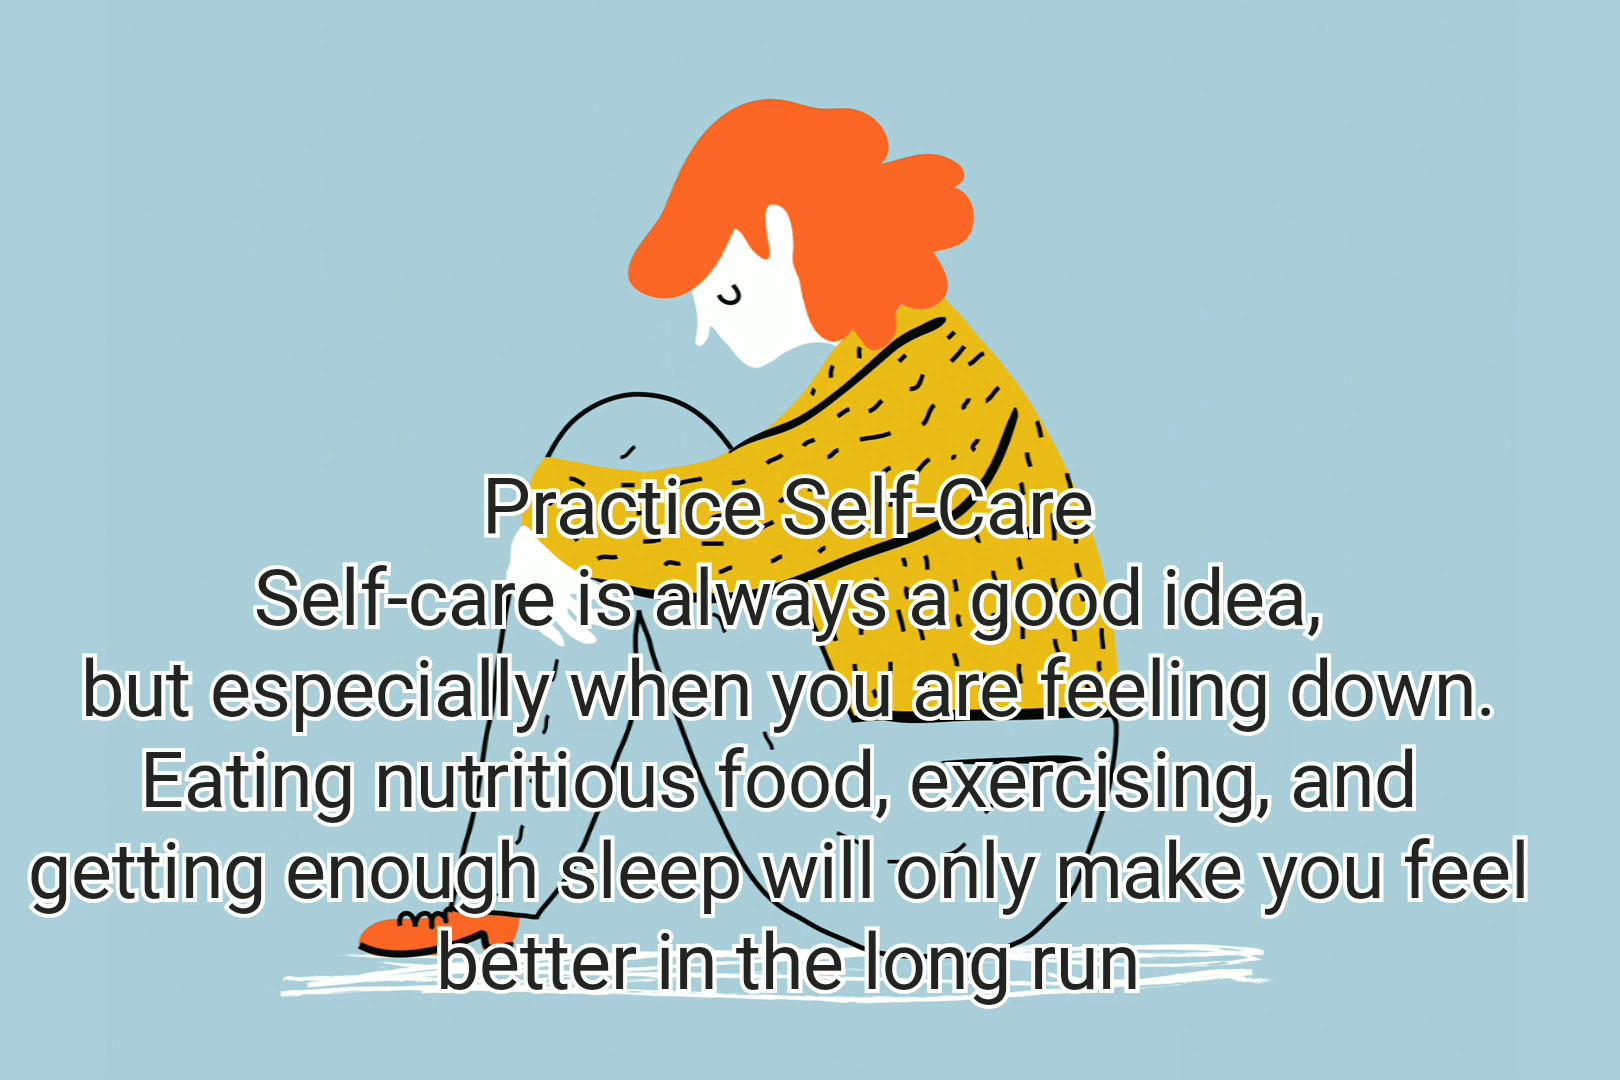 Practice Self-Care
Self-care is always a good idea,
but especially when you are feeling down.
Eating nutritious food, exercising, and
getting enough sleep will only make you feel
better in the long run